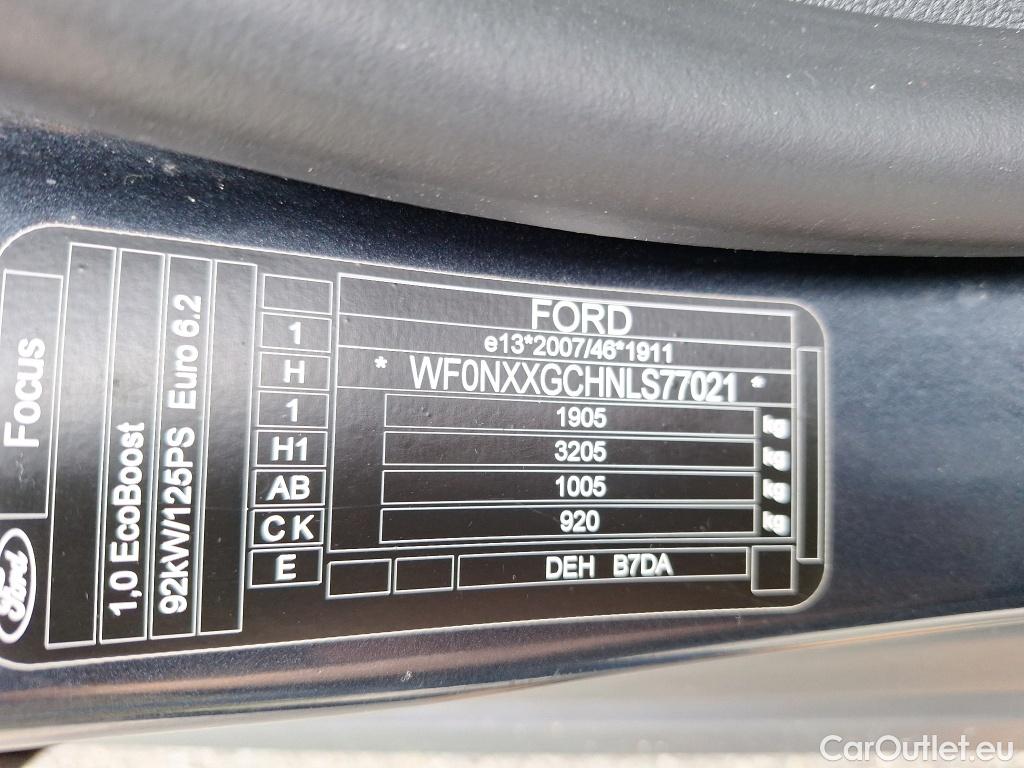 FOCUS
Ford
1,0 EcoBoost
92kW/125PS Euro 6.2
1
H
1
H1
AB
C K
E
FORD
e13*2007/46*1911
* WF0NXXGCHNLS77021 *
1905 kg
3205 kg
1005 kg
920 kg
DEH B7DA
CarOutlet.eu